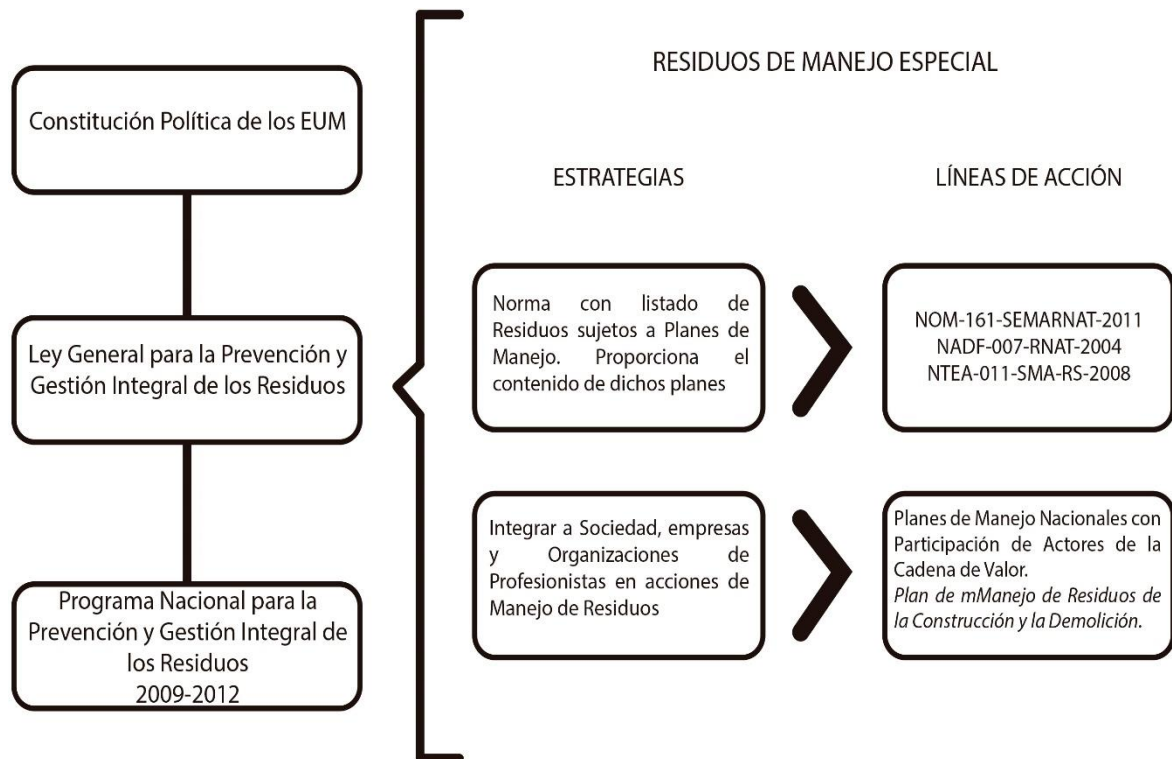 Constitución Política de los EUM
Ley General para la Prevención y
Gestión Integral de los Residuos
Programa Nacional para la
Prevención y Gestión Integral de
los Residuos
2009-2012
RESIDUOS DE MANEJO ESPECIAL
ESTRATEGIAS
LÍNEAS DE ACCIÓN
Norma con listado de
Residuos sujetos a Planes de
Manejo. Proporciona el
contenido de dichos planes
NOM-161-SEMARNAT-2011
NADF-007-RNAT-2004
NTEA-011-SMA-RS-2008
Integrar a Sociedad, empresas
y Organizaciones de
Profesionistas en acciones de
Manejo de Residuos
Planes de Manejo Nacionales con
Participación de Actores de la
Cadena de Valor.
Plan de mManejo de Residuos de
la Construcción y la Demolición.